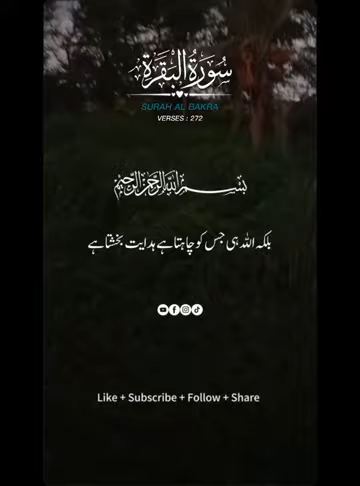 سُورَةُ البَقَرَةِ
SURAH AL BAKRA
VERSES : 272
بِسْمِ اللهِ الرَّحْمٰنِ الرَّحِيْمِ
بلکہ اللہ ہی جس کو چاہتا ہے ہدایت بخشتا ہے
Like + Subscribe + Follow + Share